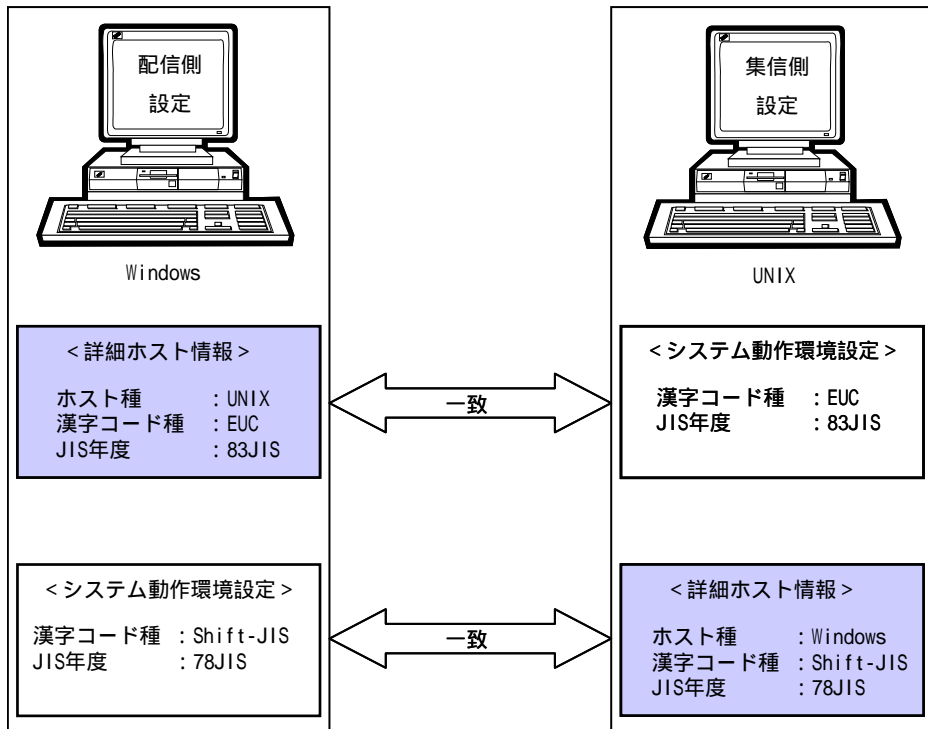 配信側
設定
Windows
<詳細ホスト情報>
ホスト種 :UNIX
漢字コード種 :EUC
JIS年度 :83JIS
<システム動作環境設定>
漢字コード種 :Shift-JIS
JIS年度 :78JIS
一致
一致
集信側
設定
UNIX
<システム動作環境設定>
漢字コード種 :EUC
JIS年度 :83JIS
<詳細ホスト情報>
ホスト種 :Windows
漢字コード種 :Shift-JIS
JIS年度 :78JIS